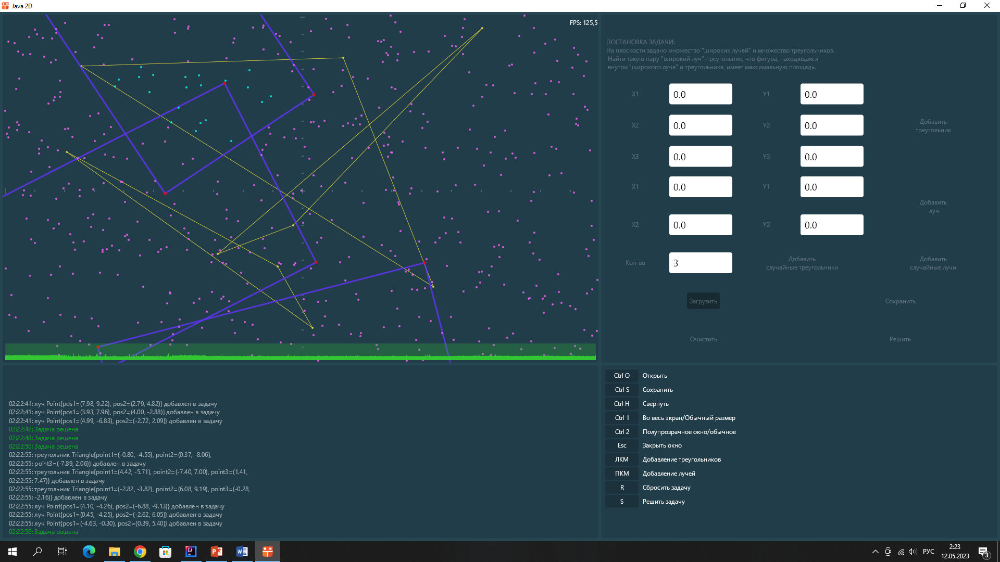 Java 2D
FPS: 125,5
ПОСТАНОВКА ЗАДАЧИ:
На плоскости задано множество "широких лучей" и множество треугольников.
Найти такую пару "широкий луч"-треугольник, что фигура, находящаяся
внутри "широкого луча" и треугольника, имеет максимальную площадь.
X1 0.0 Y1 0.0
X2 0.0 Y2 0.0
Добавить
треугольник
X3 0.0 Y3 0.0
X1 0.0 Y1 0.0
Добавить
луч
X2 0.0 Y2 0.0
Кол-во 3
Добавить
случайные треугольники
Добавить
случайные лучи
Загрузить Сохранить
Очистить Решить
02:22:41: луч Point{pos1=(7.98, 9.22), pos2=(2.79, 4.82)} добавлен в задачу
02:22:41: луч Point{pos1=(3.93, 7.96), pos2=(4.00, -2.88)} добавлен в задачу
02:22:41: луч Point{pos1=(4.99, -6.83), pos2=(-2.72, 2.09)} добавлен в задачу
02:22:42: Задача решена
02:22:48: Задача решена
02:22:50: Задача решена
02:22:55: треугольник Triangle{point1=(-0.80, -4.55), point2=(0.37, -8.06),
02:22:55: point3=(-7.89, 2.06)} добавлен в задачу
02:22:55: треугольник Triangle{point1=(4.42, -5.71), point2=(-7.40, 7.00), point3=(1.41,
02:22:55: 7.47)} добавлен в задачу
02:22:55: треугольник Triangle{point1=(-2.82, -3.82), point2=(6.08, 9.19), point3=(-0.28,
02:22:55: -2.16)} добавлен в задачу
02:22:55: луч Point{pos1=(4.10, -4.26), pos2=(-6.88, -9.13)} добавлен в задачу
02:22:55: луч Point{pos1=(0.45, -4.25), pos2=(-2.62, 6.05)} добавлен в задачу
02:22:55: луч Point{pos1=(-4.63, -0.30), pos2=(0.39, 5.40)} добавлен в задачу
02:22:56: Задача решена
Ctrl O Открыть
Ctrl S Сохранить
Ctrl H Свернуть
Ctrl 1 Во весь экран/Обычный размер
Ctrl 2 Полупрозрачное окно/обычное
Esc Закрыть окно
ЛКМ Добавление треугольников
ПКМ Добавление лучей
R Сбросить задачу
S Решить задачу
РУС
2:23
12.05.2023
3